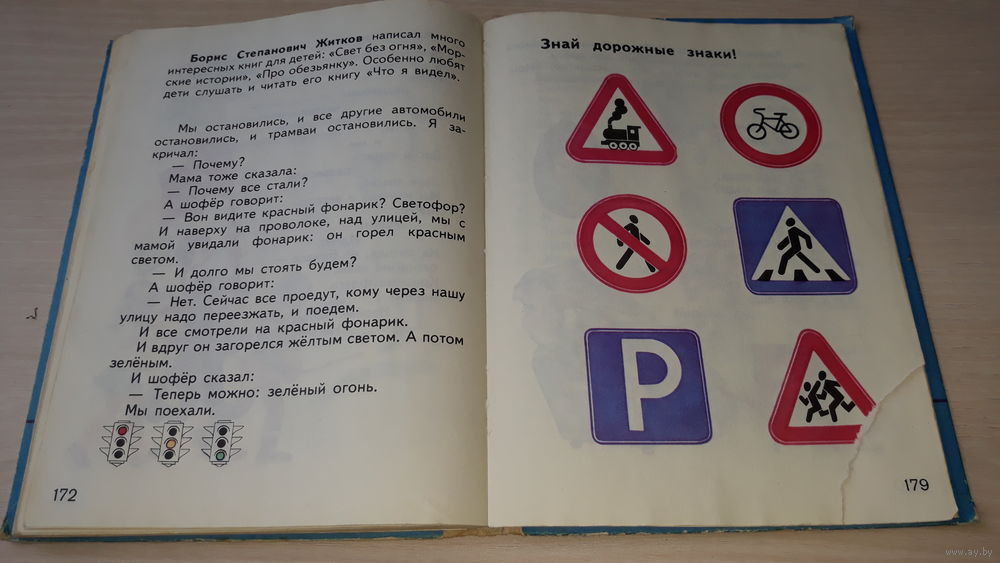 Борис Степанович Житков написал много
интересных книг для детей: «Свет без огня», «Мор-
ские истории», «Про обезьянку». Особенно любят
дети слушать и читать его книгу «Что я видел».
Мы остановились, и все другие автомобили
остановились, и трамваи остановились. Я за-
кричал:
— Почему?
Мама тоже сказала:
— Почему все стали?
А шофёр говорит:
— Вон видите красный фонарик? Светофор?
И наверху на проволоке, над улицей, мы с
мамой увидали фонарик: он горел красным
светом.
— И долго мы стоять будем?
А шофёр говорит:
— Нет. Сейчас все проедут, кому через нашу
улицу надо переезжать, и поедем.
И все смотрели на красный фонарик.
И вдруг он загорелся жёлтым светом. А потом
зелёным.
И шофёр сказал:
— Теперь можно: зелёный огонь.
Мы поехали.
172
Знай дорожные знаки!
P
179
www.ay.by